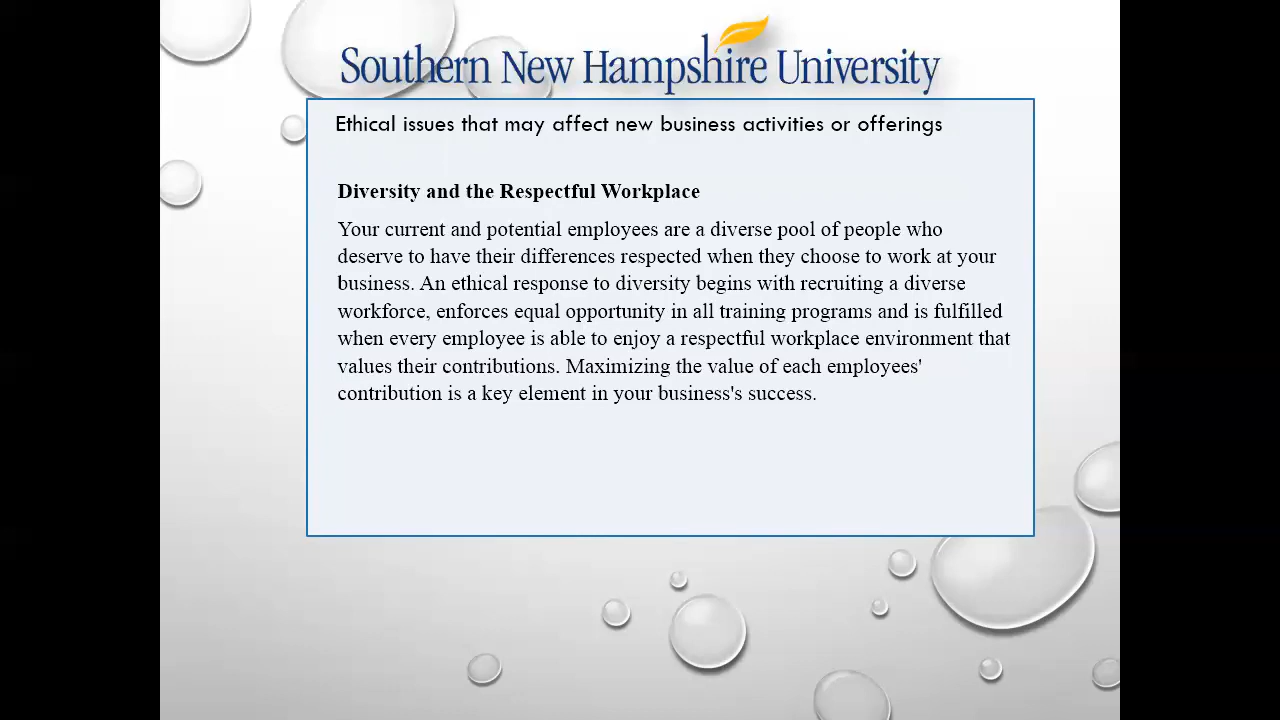 Southern New Hampshire University
Ethical issues that may affect new business activities or offerings
Diversity and the Respectful Workplace
Your current and potential employees are a diverse pool of people who
deserve to have their differences respected when they choose to work at your
business. An ethical response to diversity begins with recruiting a diverse
workforce, enforces equal opportunity in all training programs and is fulfilled
when every employee is able to enjoy a respectful workplace environment that
values their contributions. Maximizing the value of each employees'
contribution is a key element in your business's success.